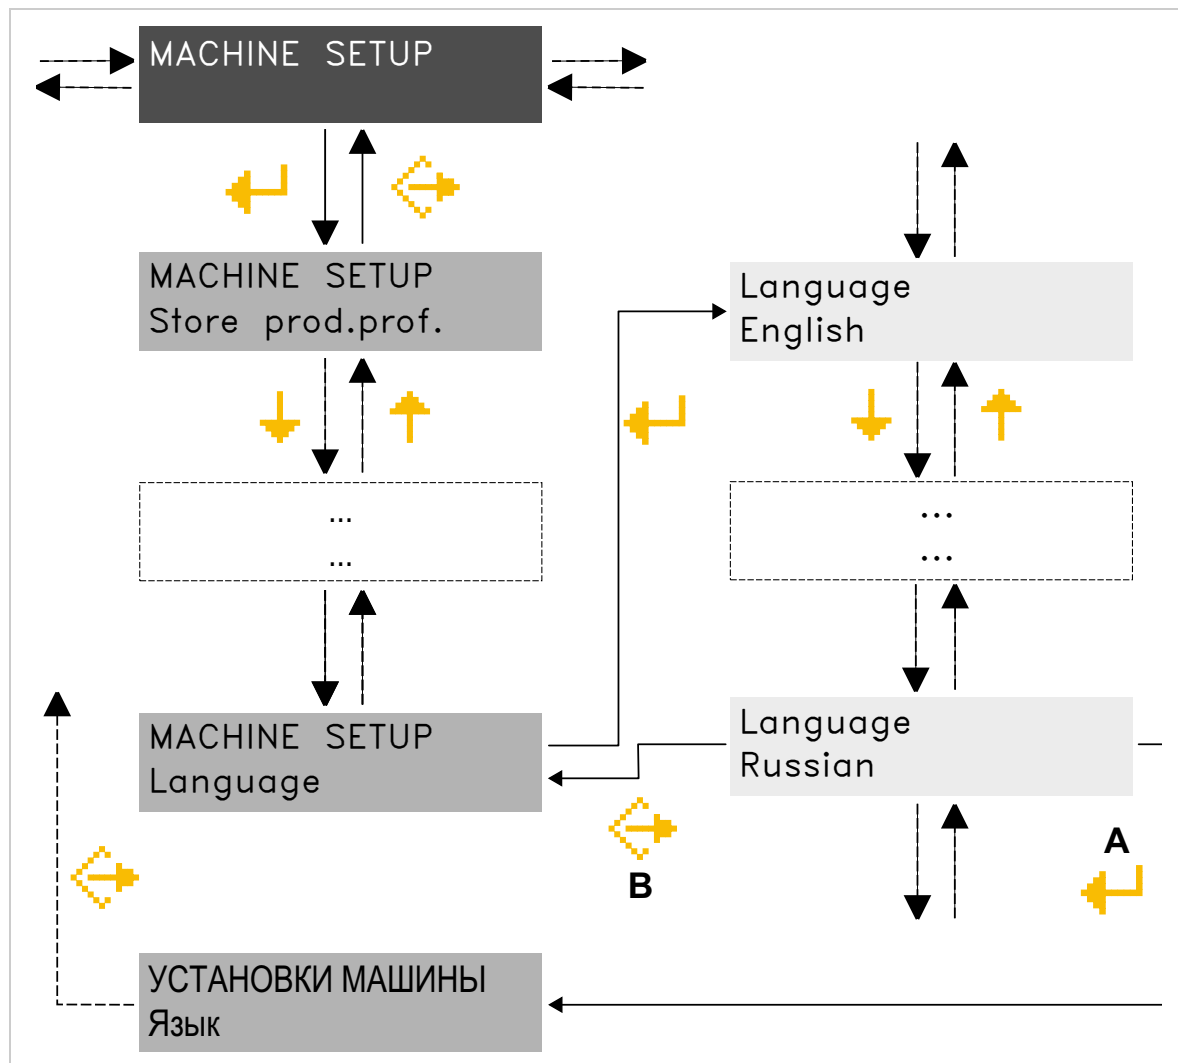 MACHINE SETUP
MACHINE SETUP
Store prod.prof.
...
...
MACHINE SETUP
Language
УСТАНОВКИ МАШИНЫ
Язык
Language
English
...
...
Language
Russian
B
A